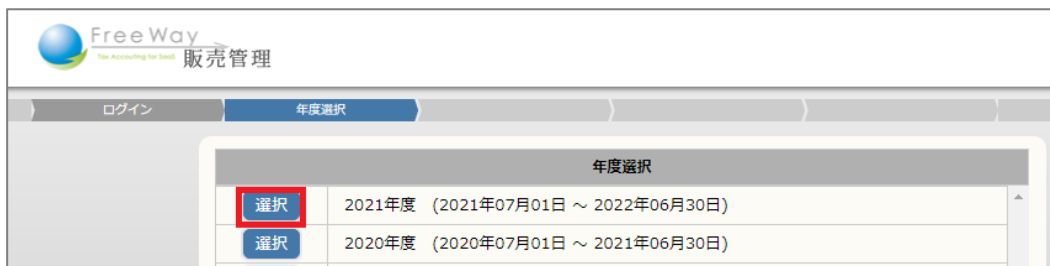 FreeWay
Tax Accounting for SaaS
販売管理
ログイン 年度選択
年度選択
選択 2021年度 (2021年07月01日 ～ 2022年06月30日)
選択 2020年度 (2020年07月01日 ～ 2021年06月30日)